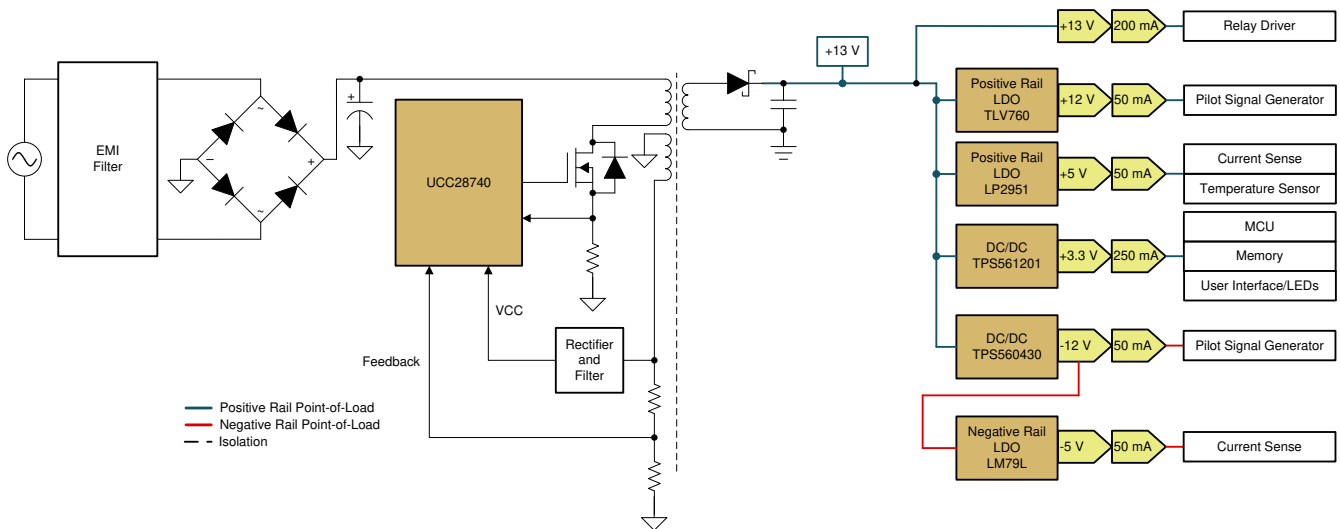 EMI
Filter
~
−
+
~
+
UCC28740
VCC
Feedback
Rectifier
and
Filter
Positive Rail Point-of-Load
Negative Rail Point-of-Load
Isolation
+13 V
+13 V
200 mA
Relay Driver
Positive Rail
LDO
TLV760
+12 V
50 mA
Pilot Signal Generator
Positive Rail
LDO
LP2951
+5 V
50 mA
Current Sense
Temperature Sensor
DC/DC
TPS561201
+3.3 V
250 mA
MCU
Memory
User Interface/LEDs
DC/DC
TPS560430
-12 V
50 mA
Pilot Signal Generator
Negative Rail
LDO
LM79L
-5 V
50 mA
Current Sense